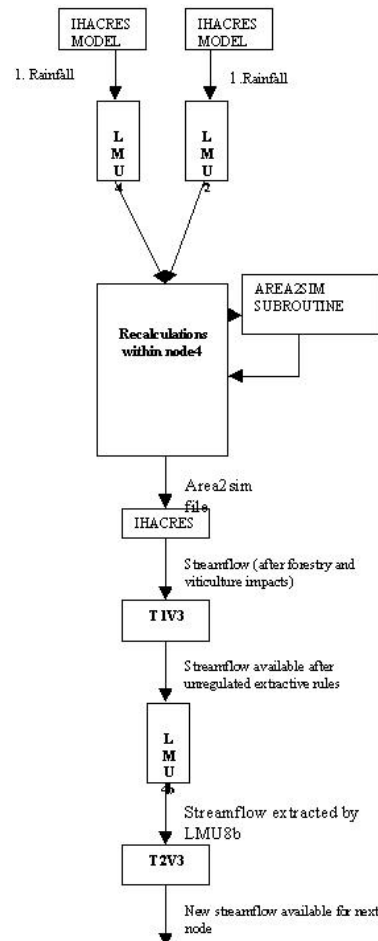 IHACRES
MODEL
IHACRES
MODEL
1. Rainfall
1.Rainfall
L
M
U
4
L
M
U
2
Recalculations
within node4
AREA2SIM
SUBROUTINE
Area2sim
file
IHACRES
Streamflow (after forestry and
viticulture impacts)
T1V3
Streamflow available after
unregulated extractive rules
L
M
U
4b
Streamflow extracted by
LMU8b
T2V3
New streamflow available for next
node